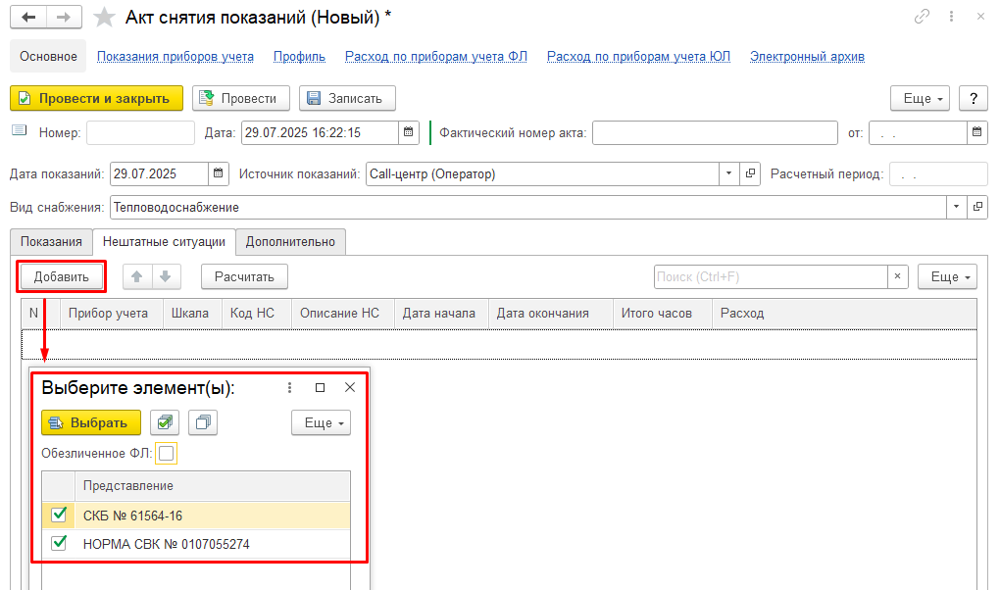 Акт снятия показаний (Новый) *
Основное Показания приборов учета Профиль Расход по приборам учета ФЛ Расход по приборам учета ЮЛ Электронный архив
Провести и закрыть Провести Записать Еще ?
Номер: Дата: 29.07.2025 16:22:15 Фактический номер акта: от: . .
Дата показаний: 29.07.2025 Источник показаний: Call-центр (Оператор) Расчетный период: . .
Вид снабжения: Тепловодоснабжение
Показания Нештатные ситуации Дополнительно
Добавить Расчитать Поиск (Ctrl+F) × Еще
N Прибор учета Шкала Код НС Описание НС Дата начала Дата окончания Итого часов Расход
Выберите элемент(ы):
Выбрать Еще
Обезличенное ФЛ:
Представление
СКБ № 61564-16
НОРМА СВК № 0107055274